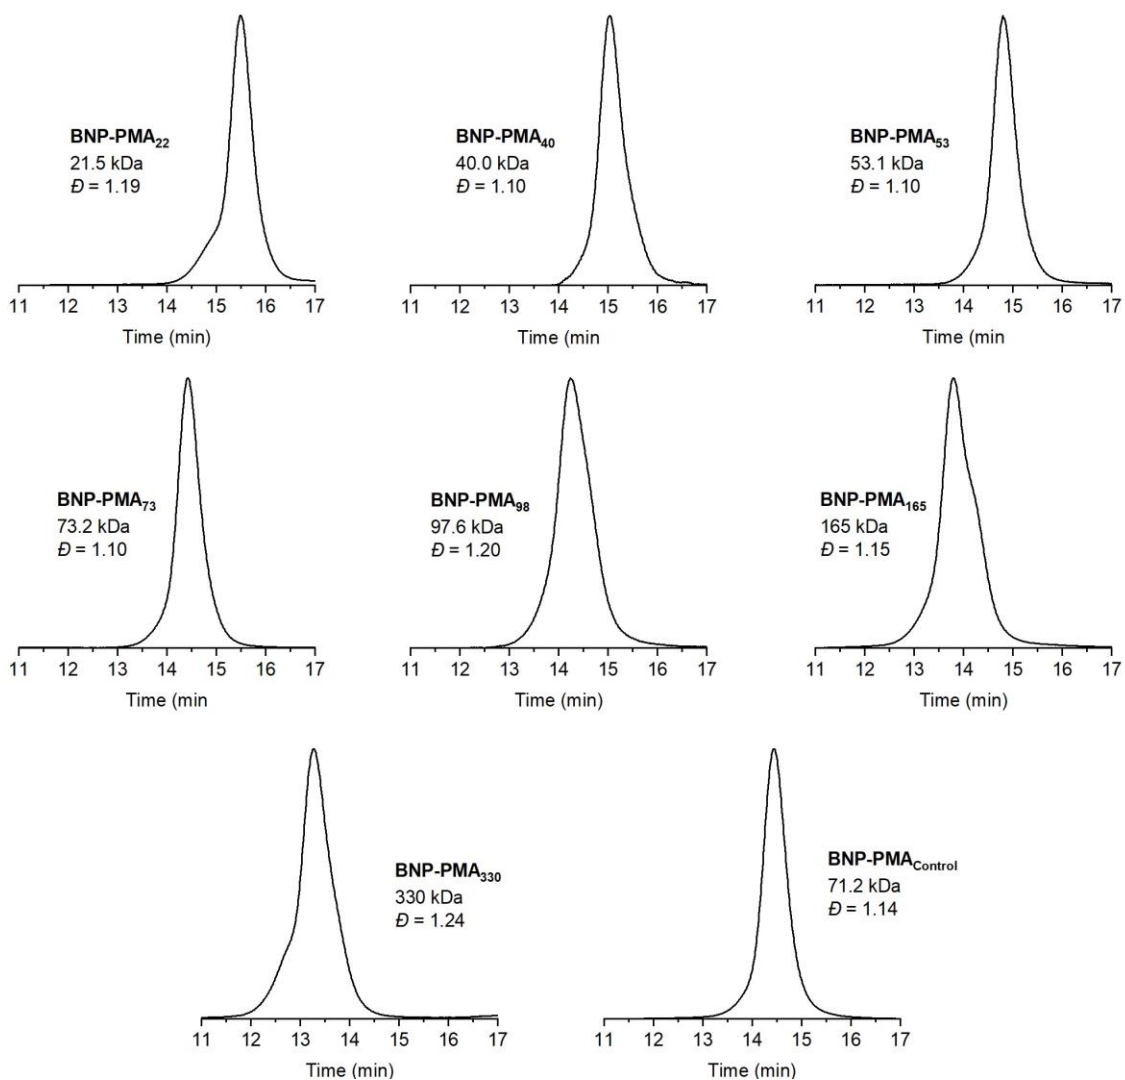 BNP-PMA22
21.5 kDa
Đ = 1.19
11 12 13 14 15 16 17
Time (min)
BNP-PMA40
40.0 kDa
Đ = 1.10
11 12 13 14 15 16 17
Time (min
BNP-PMA53
53.1 kDa
Đ = 1.10
11 12 13 14 15 16 17
Time (min
BNP-PMA73
73.2 kDa
Đ = 1.10
11 12 13 14 15 16 17
Time (min
BNP-PMA98
97.6 kDa
Đ = 1.20
11 12 13 14 15 16 17
Time (min)
BNP-PMA165
165 kDa
Đ = 1.15
11 12 13 14 15 16 17
Time (min)
BNP-PMA330
330 kDa
Đ = 1.24
11 12 13 14 15 16 17
Time (min)
BNP-PMAControl
71.2 kDa
Đ = 1.14
11 12 13 14 15 16 17
Time (min)